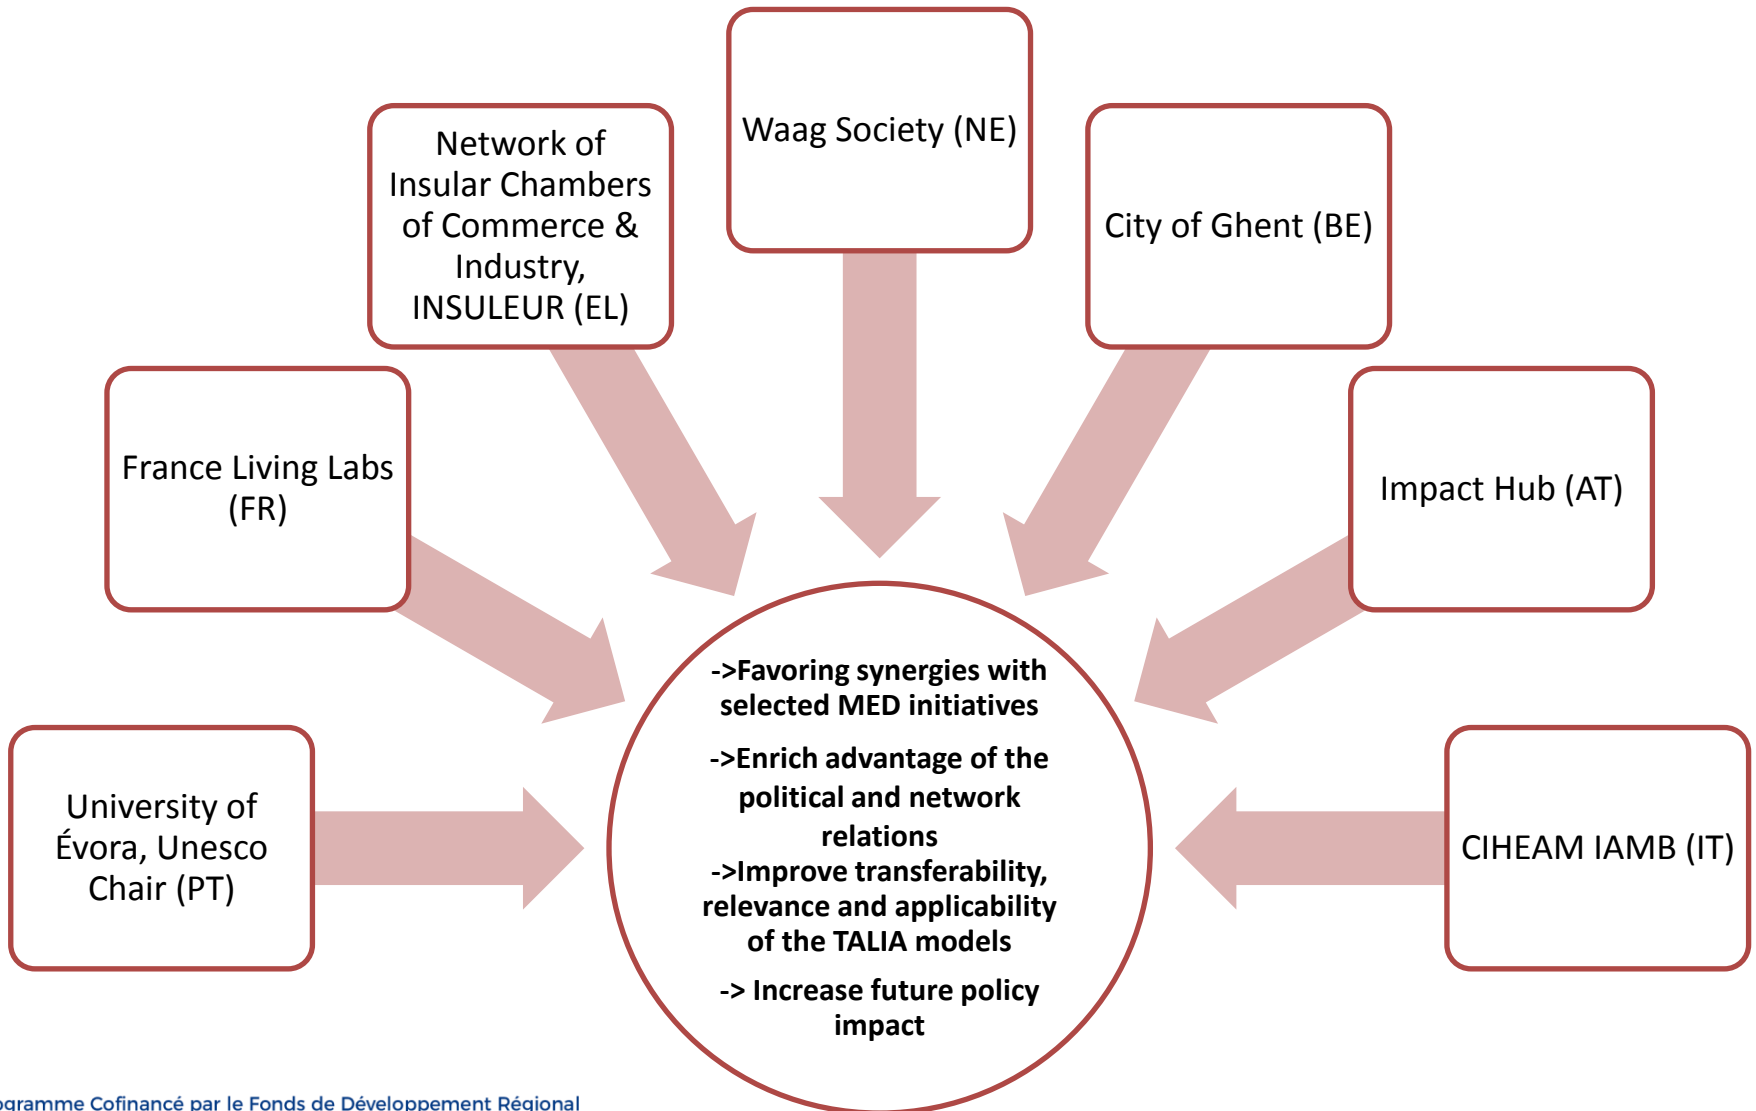 Waag Society (NE)
Network of
Insular Chambers
of Commerce &
Industry,
INSULEUR (EL)
City of Ghent (BE)
France Living Labs
(FR)
Impact Hub (AT)
University of
Évora, Unesco
Chair (PT)
CIHEAM IAMB (IT)
->Favoring synergies with
selected MED initiatives
->Enrich advantage of the
political and network
relations
->Improve transferability,
relevance and applicability
of the TALIA models
-> Increase future policy
impact
ogramme Cofinancé par le Fonds de Développement Régional